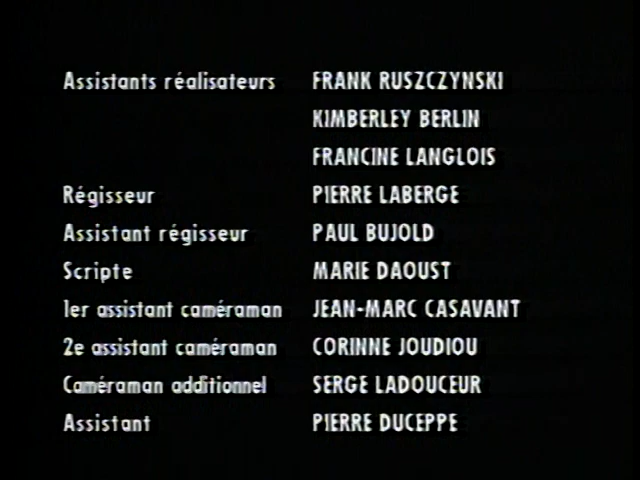 Assistants réalisateurs FRANK RUSZCZYNSKI
KIMBERLEY BERLIN
FRANCINE LANGLOIS
Régisseur PIERRE LABERGE
Assistant régisseur PAUL BUJOLD
Scripte MARIE DAOUST
1er assistant caméraman JEAN-MARC CASAVANT
2e assistant caméraman CORINNE JOUDIOU
Caméraman additionnel SERGE LADOUCEUR
Assistant PIERRE DUCEPPE